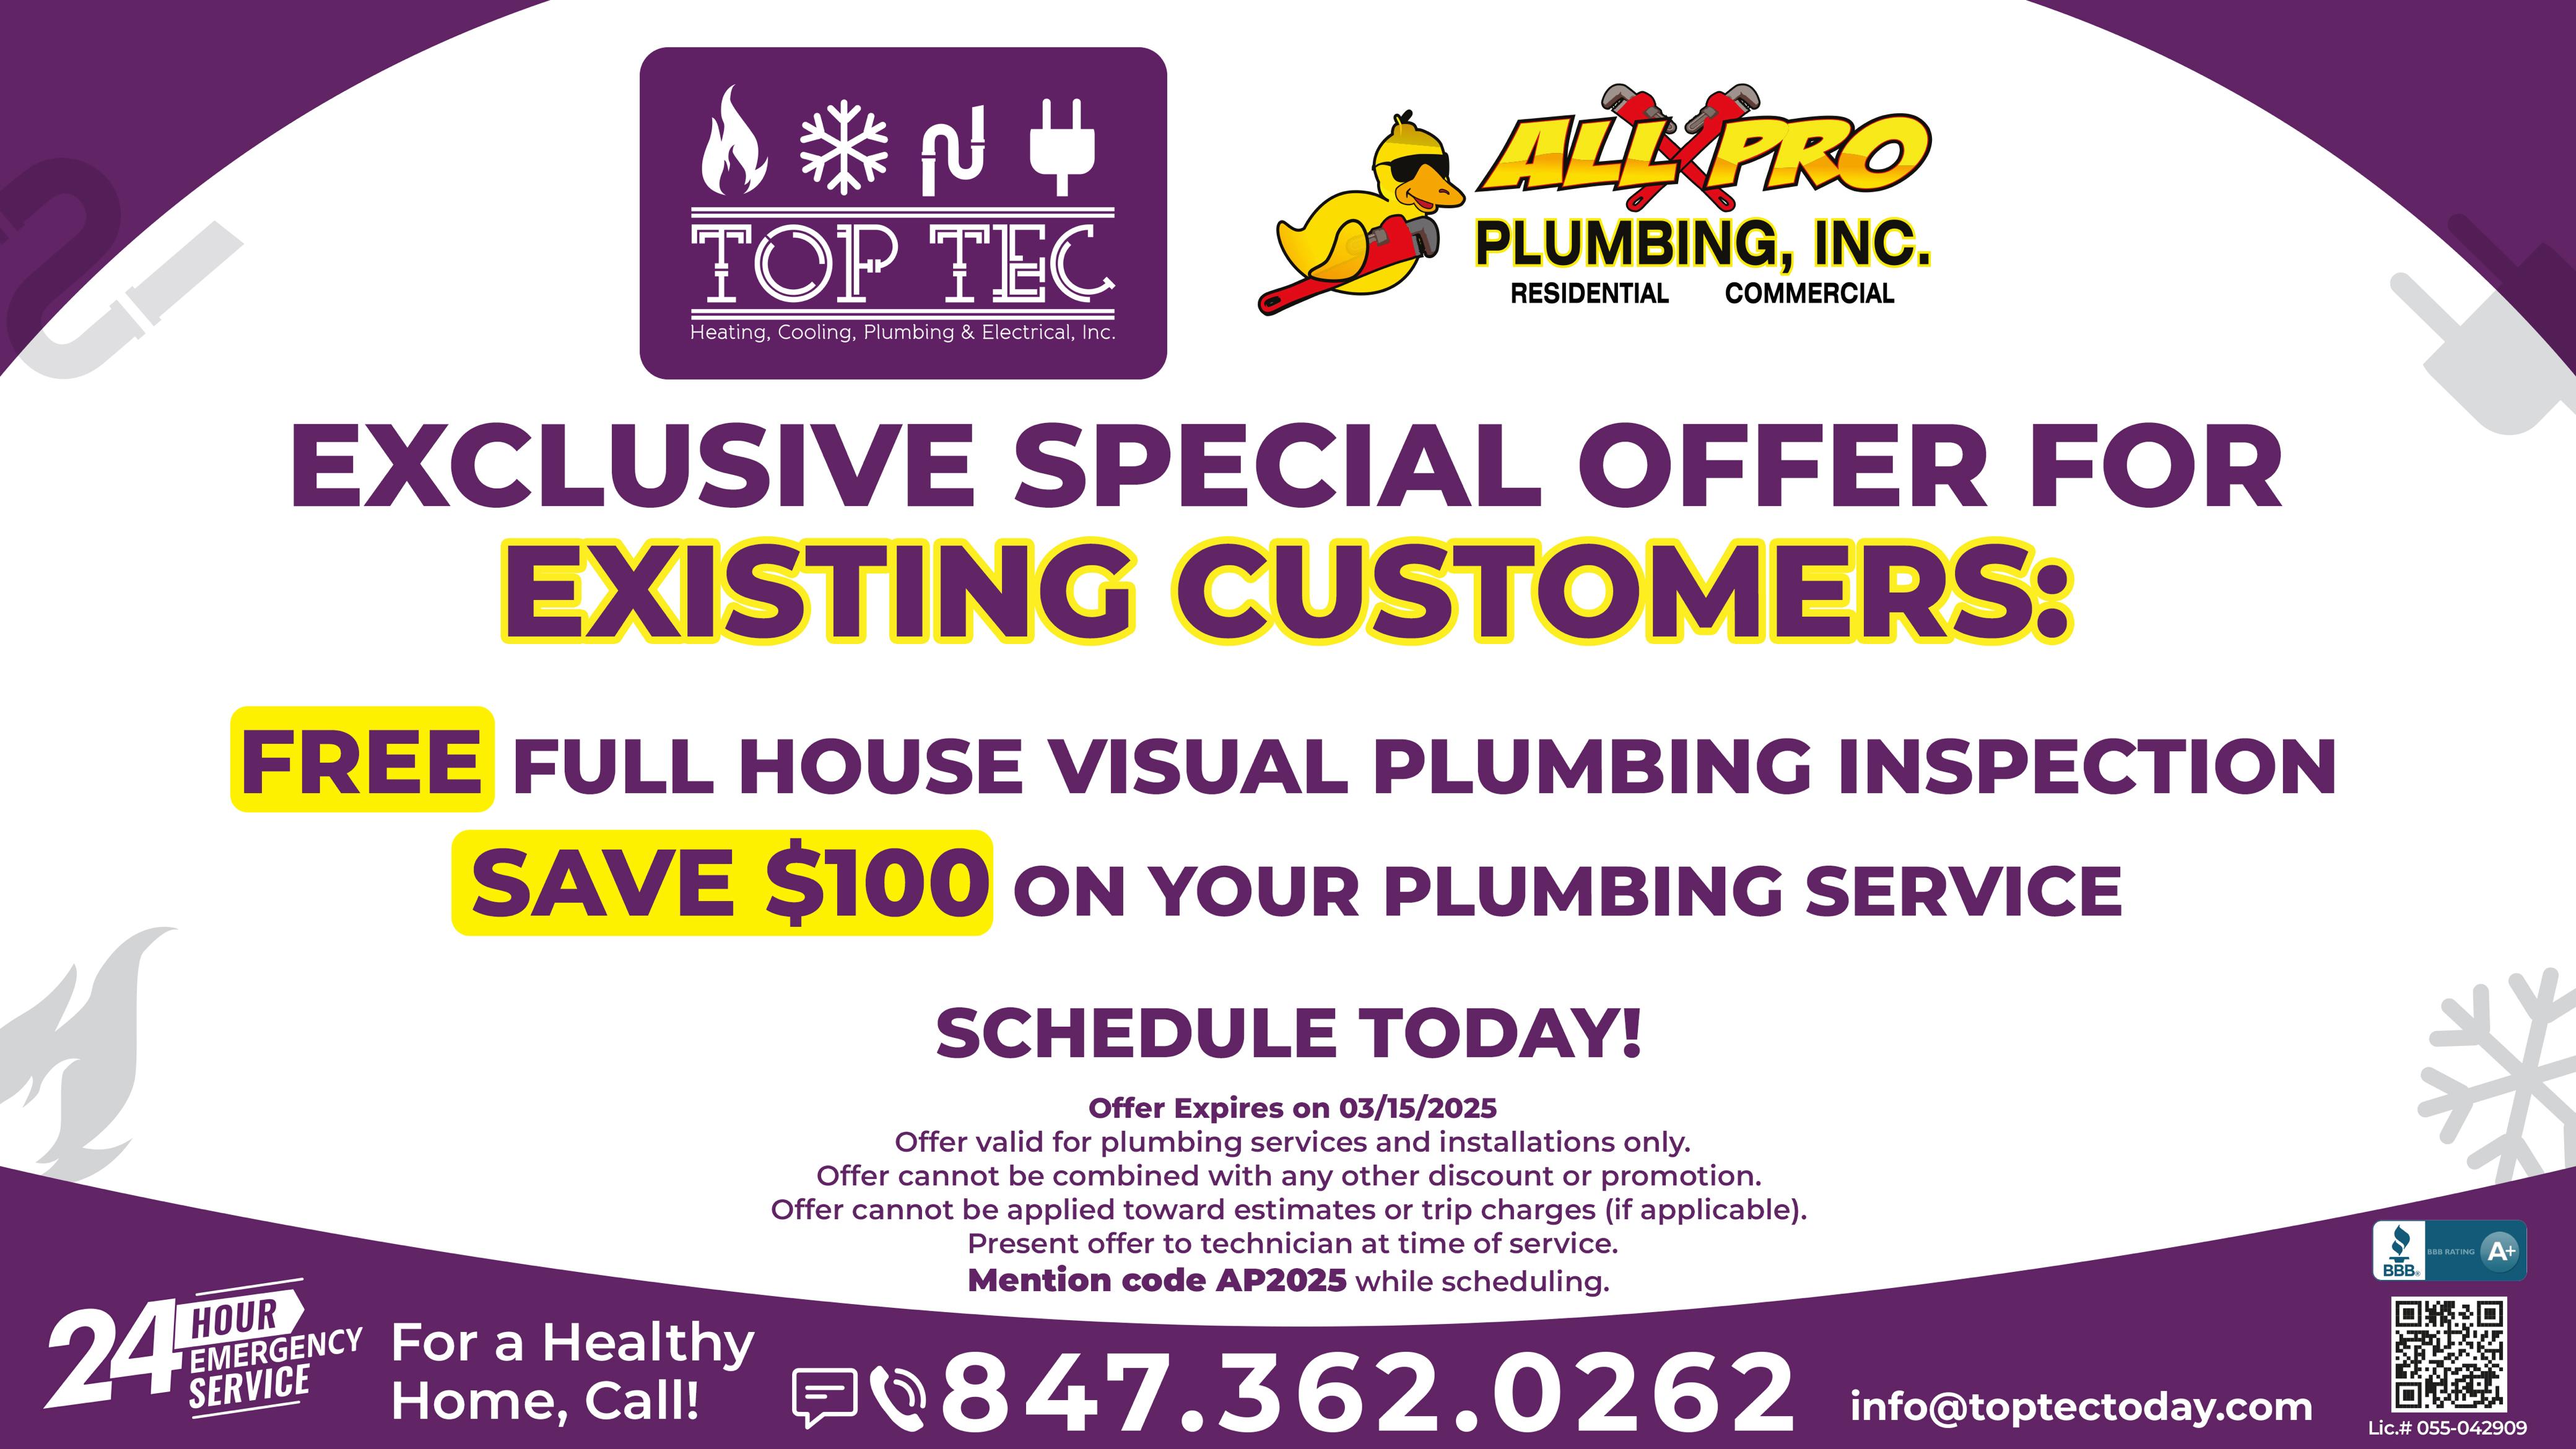 TOP TEC
Heating, Cooling, Plumbing & Electrical, Inc.
ALL PRO
PLUMBING, INC.
RESIDENTIAL COMMERCIAL
EXCLUSIVE SPECIAL OFFER FOR
EXISTING CUSTOMERS:
FREE FULL HOUSE VISUAL PLUMBING INSPECTION
SAVE $100 ON YOUR PLUMBING SERVICE
SCHEDULE TODAY!
Offer Expires on 03/15/2025
Offer valid for plumbing services and installations only.
Offer cannot be combined with any other discount or promotion.
Offer cannot be applied toward estimates or trip charges (if applicable).
Present offer to technician at time of service.
Mention code AP2025 while scheduling.
24 HOUR
EMERGENCY
SERVICE
For a Healthy
Home, Call!
847.362.0262
info@toptectoday.com
BBB®
BBB RATING A+
Lic.# 055-042909